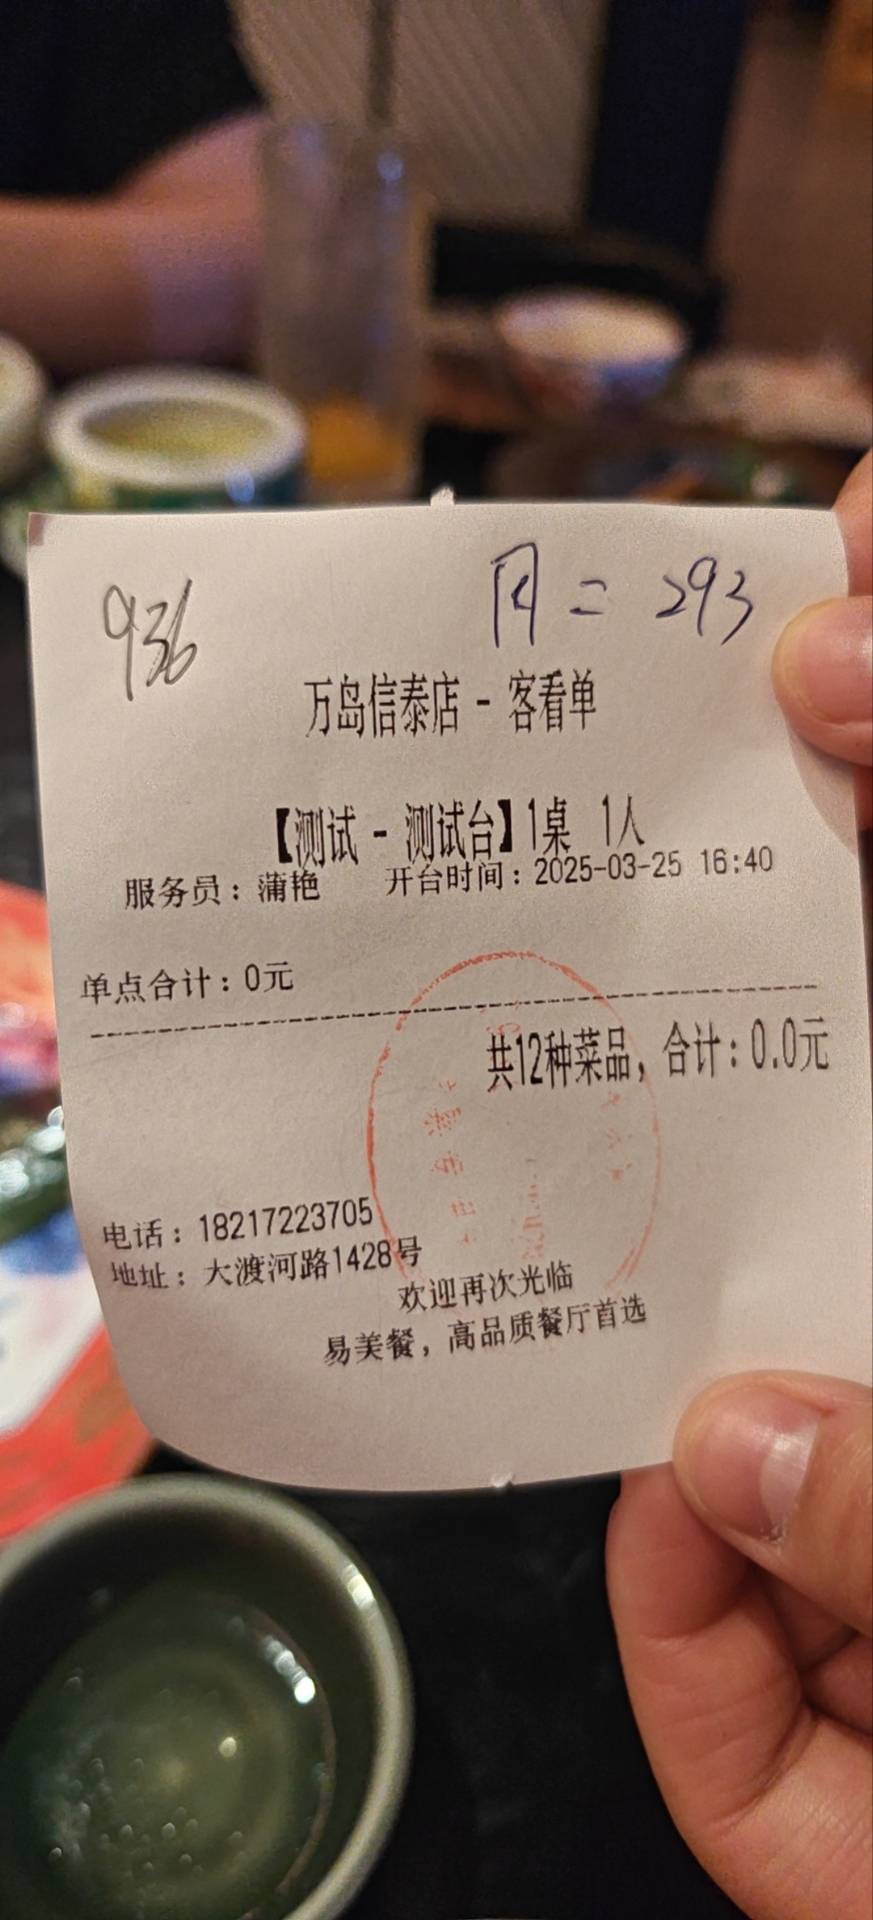 936
月 = 293
万岛信泰店 - 客看单
【测试 - 测试台】1桌 1人
服务员：蒲艳 开台时间：2025-03-25 16:40
单点合计：0元
共12种菜品，合计：0.0元
电话：18217223705
地址：大渡河路1428号
欢迎再次光临
易美餐，高品质餐厅首选